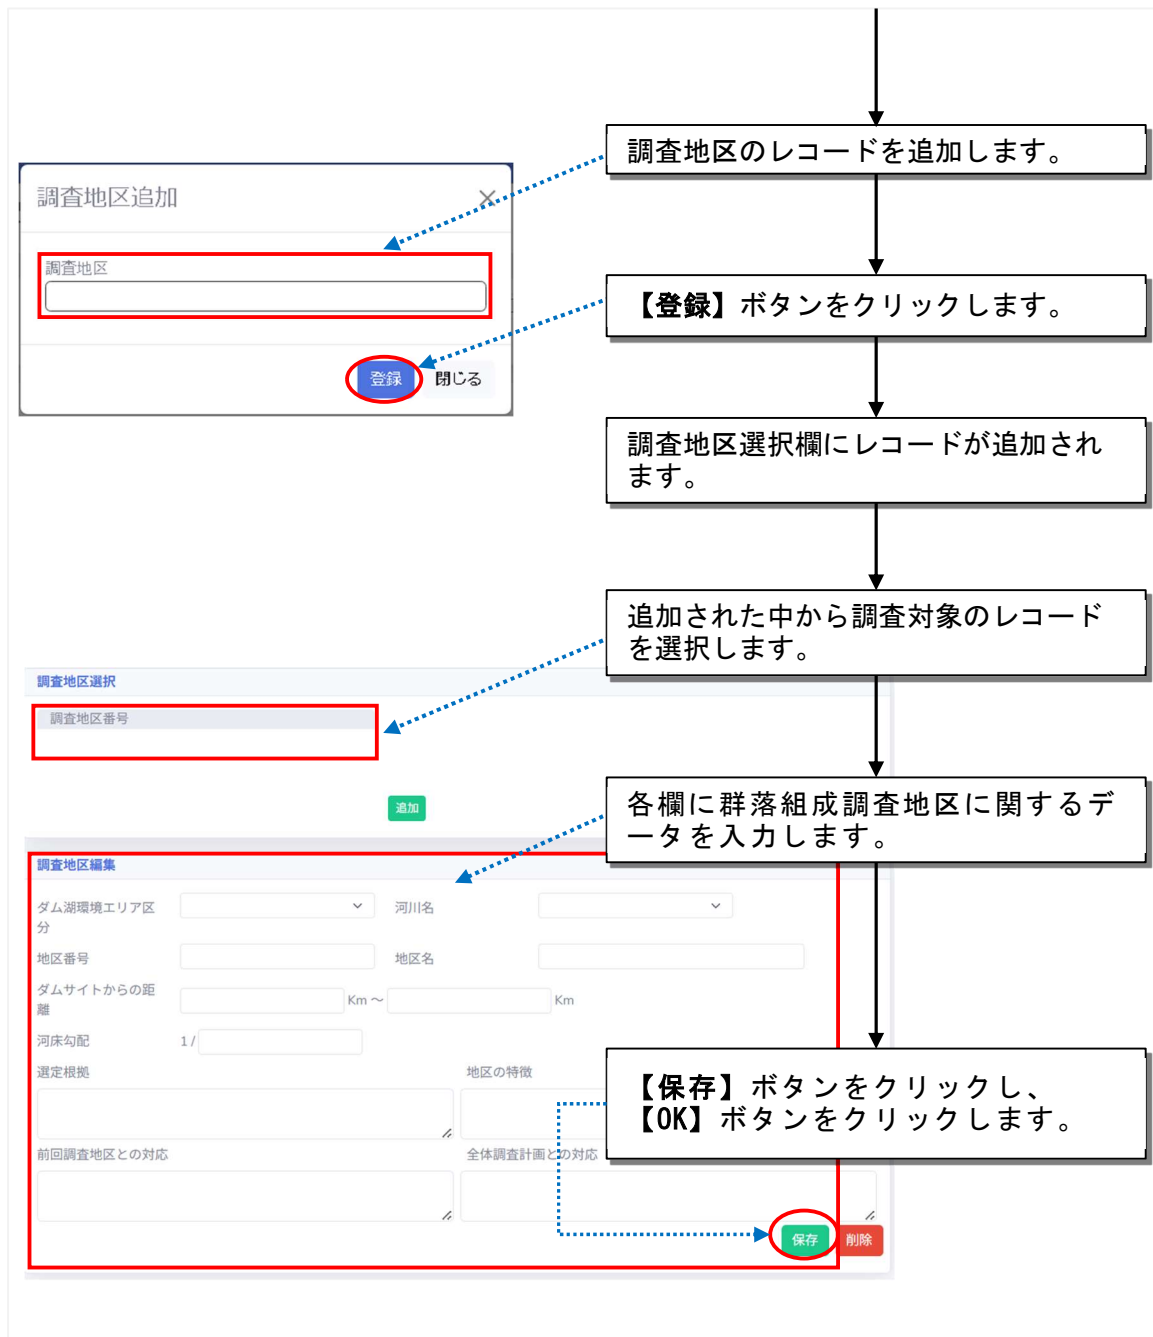 調査地区のレコードを追加します。
調査地区追加
×
調査地区
【登録】ボタンをクリックします。
登録
閉じる
調査地区選択欄にレコードが追加され
ます。
追加された中から調査対象のレコード
を選択します。
調査地区選択
調査地区番号
追加
各欄に群落組成調査地区に関するデ
ータを入力します。
調査地区編集
ダム湖環境エリア区
分
河川名
地区番号
地区名
ダムサイトからの距
離
Km ～
Km
河床勾配
1 /
選定根拠
地区の特徴
【保存】ボタンをクリックし、
【OK】ボタンをクリックします。
前回調査地区との対応
全体調査計画との対応
保存
削除